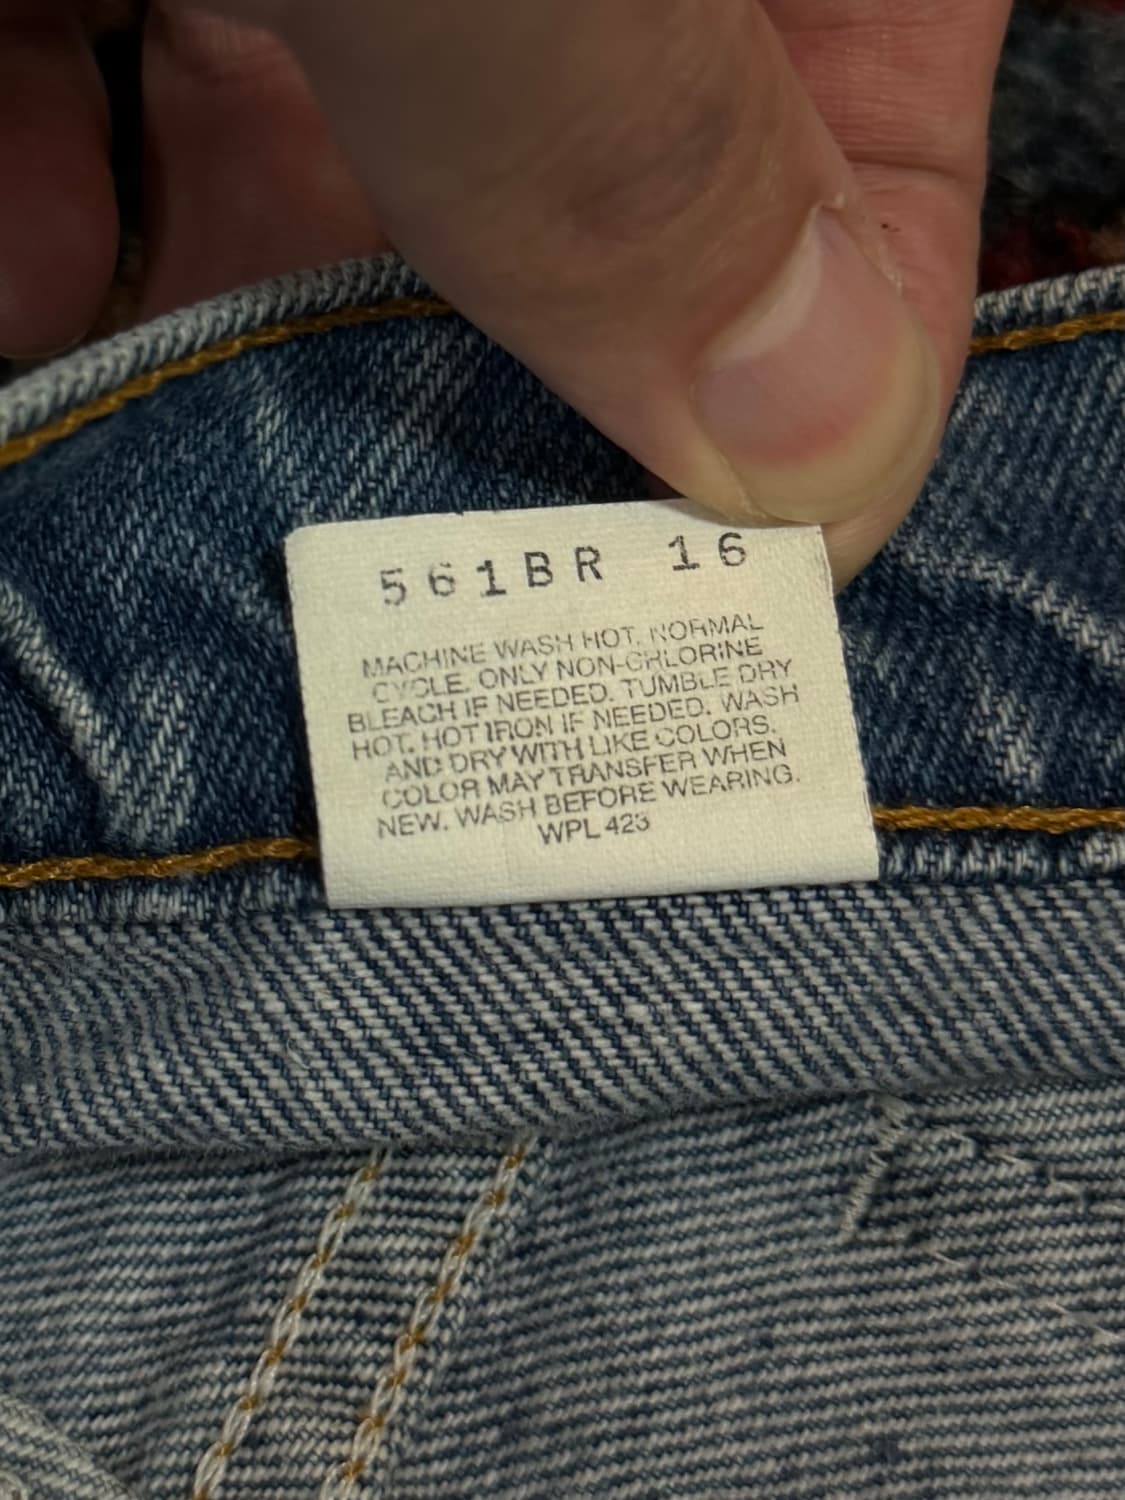 561BR 16
MACHINE WASH HOT. NORMAL
CYCLE. ONLY NON-CHLORINE
BLEACH IF NEEDED. TUMBLE DRY
HOT. HOT IRON IF NEEDED. WASH
AND DRY WITH LIKE COLORS.
COLOR MAY TRANSFER WHEN
NEW. WASH BEFORE WEARING.
WPL 423